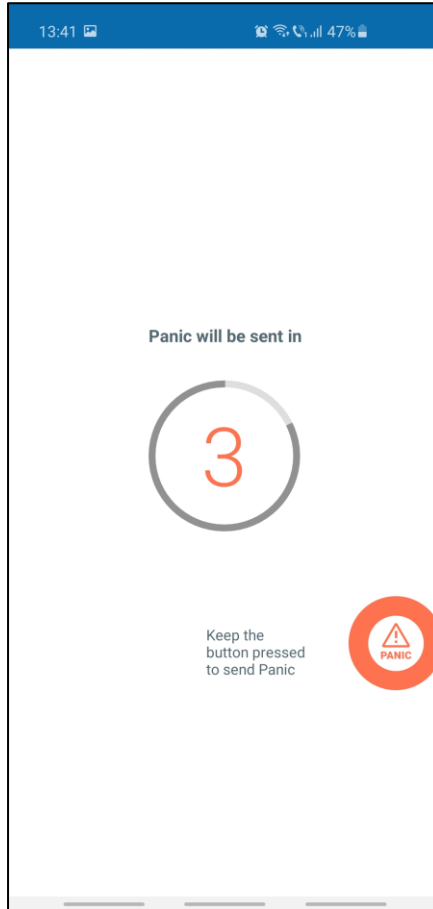 13:41 47%
Panic will be sent in
3
Keep the
button pressed
to send Panic
PANIC